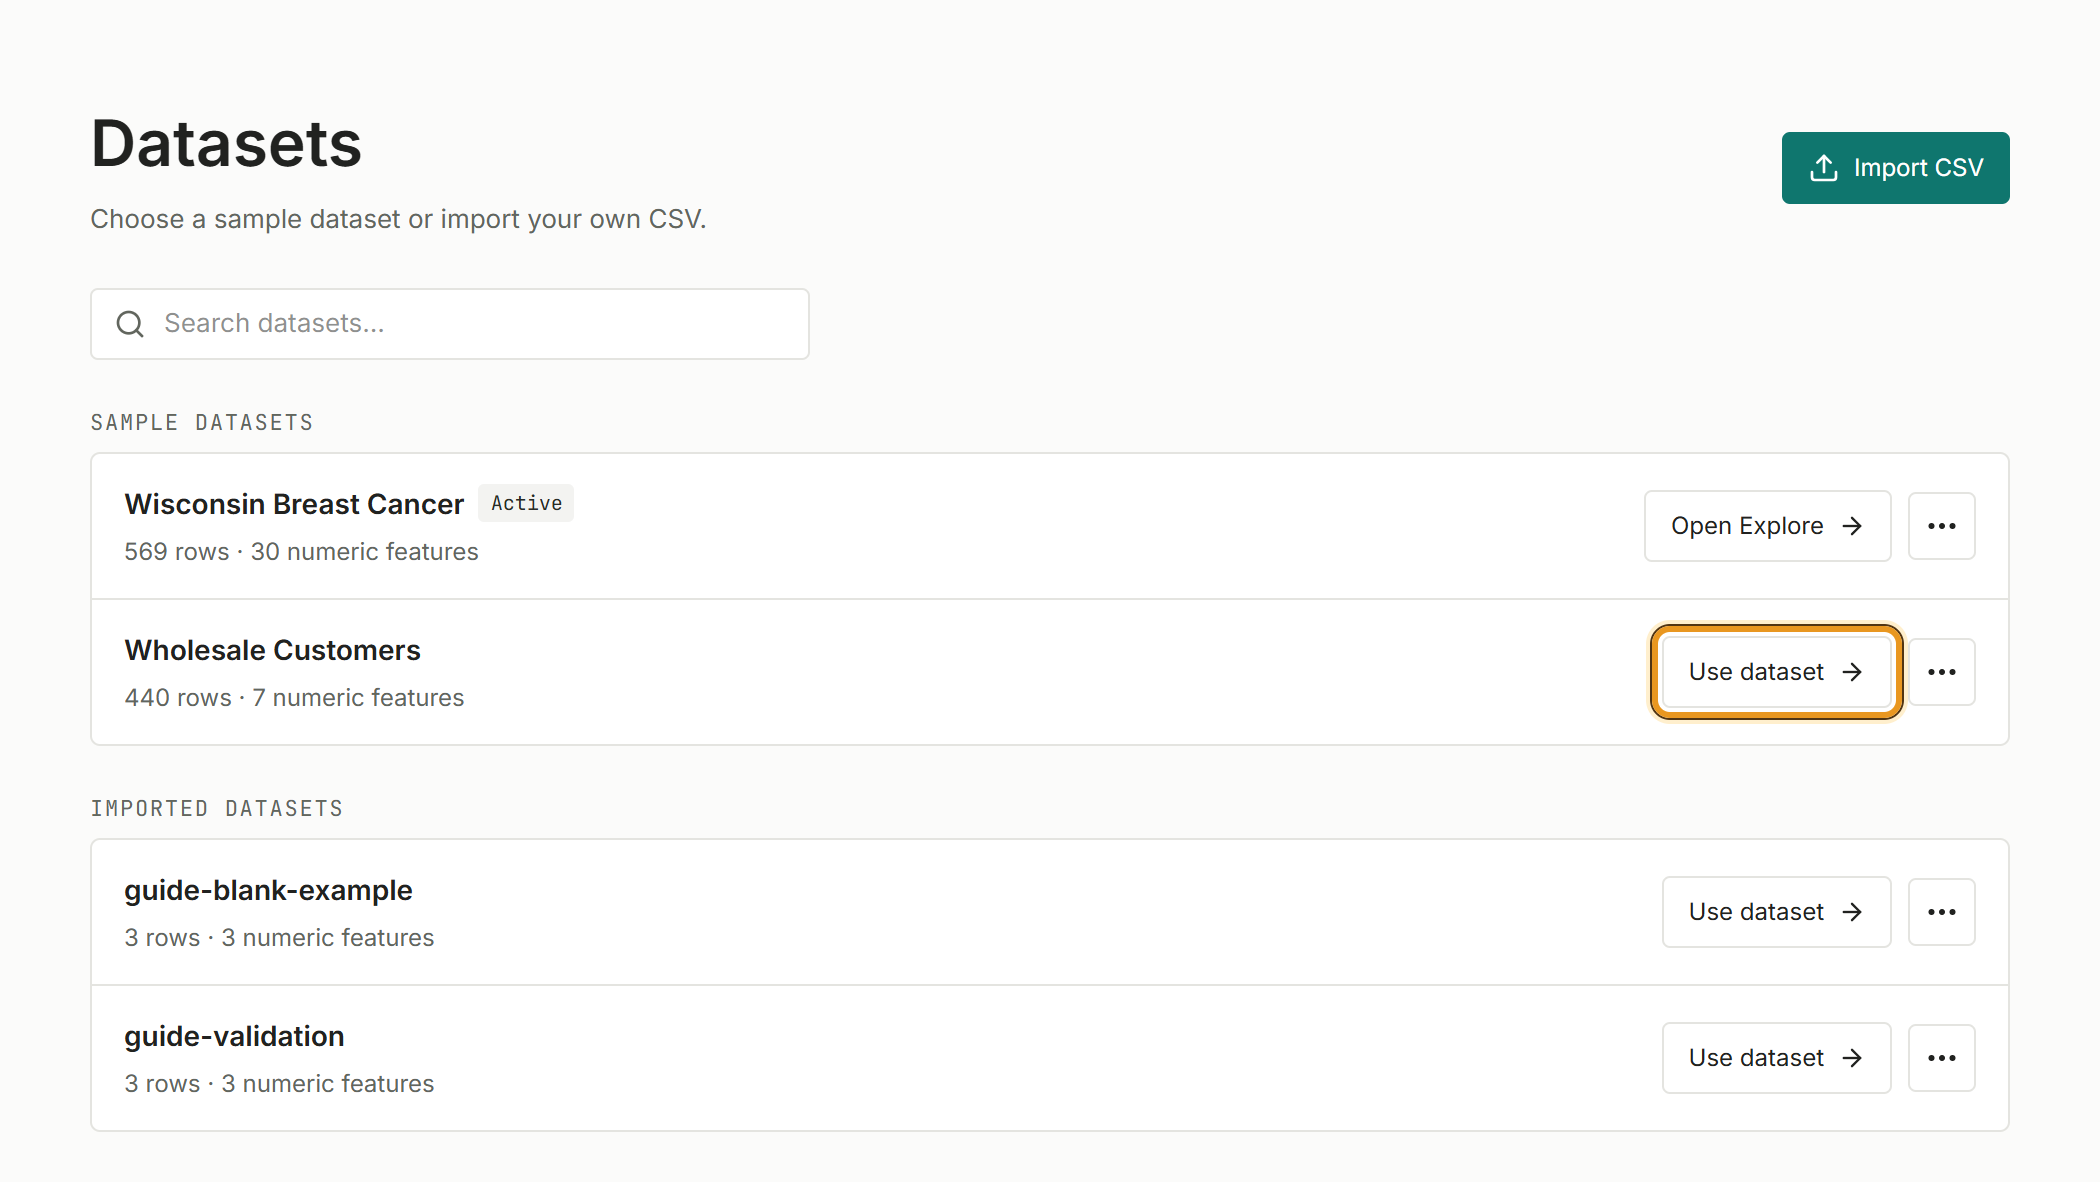 Datasets
Import CSV
Choose a sample dataset or import your own CSV.
Search datasets...
SAMPLE DATASETS
Wisconsin Breast Cancer Active
569 rows · 30 numeric features
Open Explore
Wholesale Customers
440 rows · 7 numeric features
Use dataset
IMPORTED DATASETS
guide-blank-example
3 rows · 3 numeric features
Use dataset
guide-validation
3 rows · 3 numeric features
Use dataset